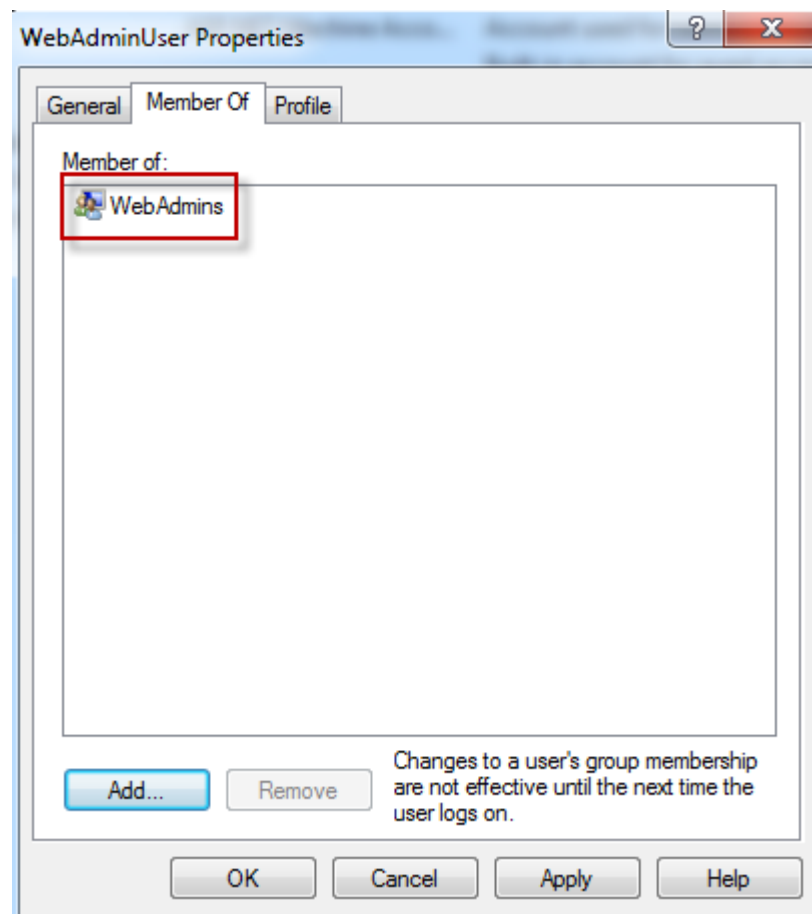 WebAdminUser Properties
General Member Of Profile
Member of:
WebAdmins
Add... Remove
Changes to a user's group membership
are not effective until the next time the
user logs on.
OK Cancel Apply Help